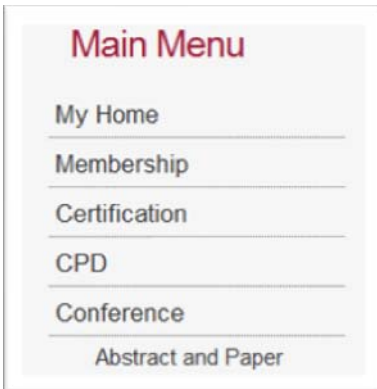 Main Menu
My Home
Membership
Certification
CPD
Conference
Abstract and Paper